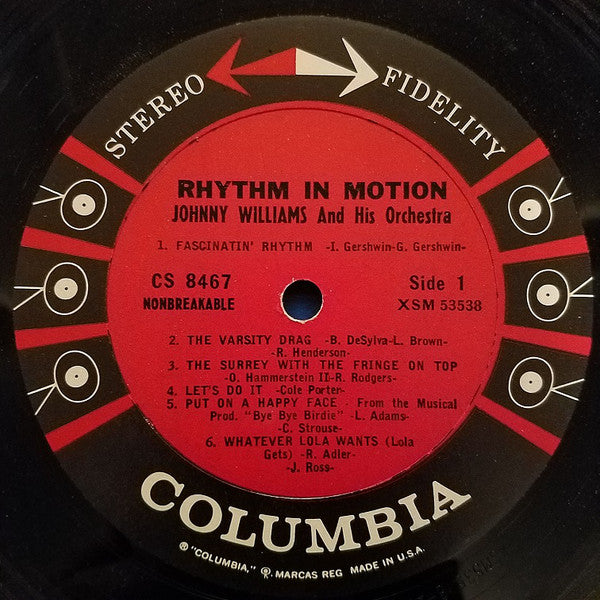 STEREO FIDELITY
RHYTHM IN MOTION
JOHNNY WILLIAMS And His Orchestra
1. FASCINATIN' RHYTHM -I. Gershwin-G. Gershwin-
CS 8467
NONBREAKABLE
Side 1
XSM 53538
2. THE VARSITY DRAG -B. DeSylva-L. Brown-
-R. Henderson-
3. THE SURREY WITH THE FRINGE ON TOP
-O. Hammerstein II-R. Rodgers-
4. LET'S DO IT -Cole Porter-
5. PUT ON A HAPPY FACE - From the Musical
Prod. "Bye Bye Birdie" -L. Adams-
-C. Strouse-
6. WHATEVER LOLA WANTS (Lola
Gets) -R. Adler-
-J. Ross-
COLUMBIA
® "COLUMBIA," Ⓡ. MARCAS REG MADE IN U.S.A.